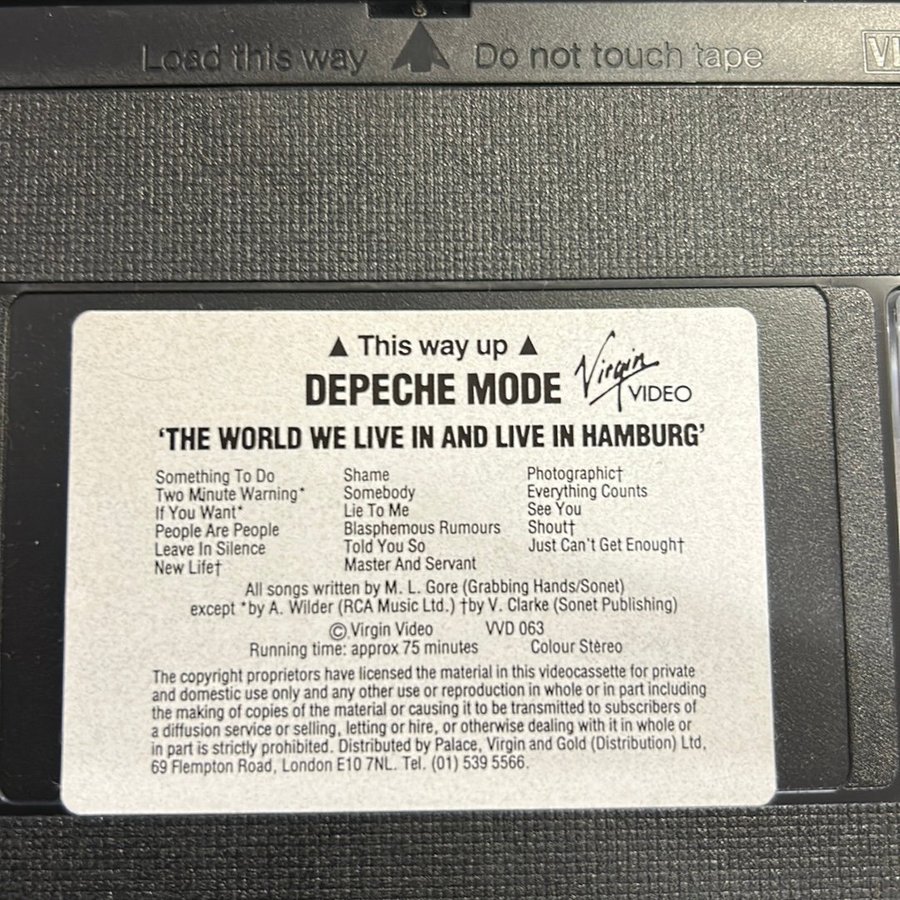 Load this way ▲ Do not touch tape
▲ This way up ▲
DEPECHE MODE
Virgin VIDEO
'THE WORLD WE LIVE IN AND LIVE IN HAMBURG'
Something To Do
Two Minute Warning*
If You Want*
People Are People
Leave In Silence
New Life†
Shame
Somebody
Lie To Me
Blasphemous Rumours
Told You So
Master And Servant
Photographic†
Everything Counts
See You
Shout†
Just Can't Get Enough†
All songs written by M. L. Gore (Grabbing Hands/Sonet)
except *by A. Wilder (RCA Music Ltd.) †by V. Clarke (Sonet Publishing)
© Virgin Video VVD 063
Running time: approx 75 minutes Colour Stereo
The copyright proprietors have licensed the material in this videocassette for private
and domestic use only and any other use or reproduction in whole or in part including
the making of copies of the material or causing it to be transmitted to subscribers of
a diffusion service or selling, letting or hire, or otherwise dealing with it in whole or
in part is strictly prohibited. Distributed by Palace, Virgin and Gold (Distribution) Ltd,
69 Flempton Road, London E10 7NL. Tel. (01) 539 5566.